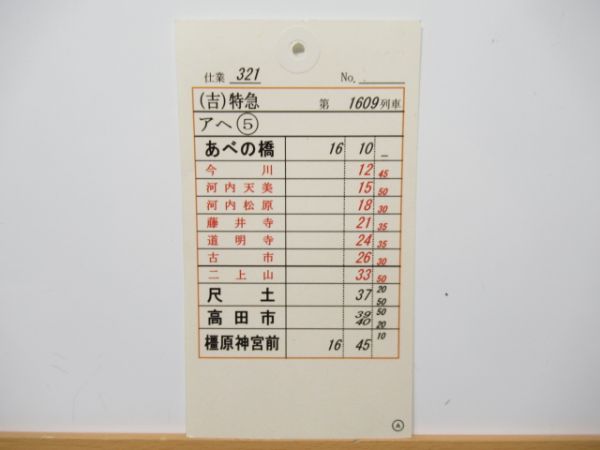 仕業 321 No.
(吉)特急 第 1609 列車
アヘ ⑤
あべの橋 16 10 _
今川 12 45
河内天美 15 50
河内松原 18 30
藤井寺 21 35
道明寺 24 35
古市 26 30
二上山 33 50
尺土 37 20 50
高田市 39 50 40 20
橿原神宮前 16 45 10